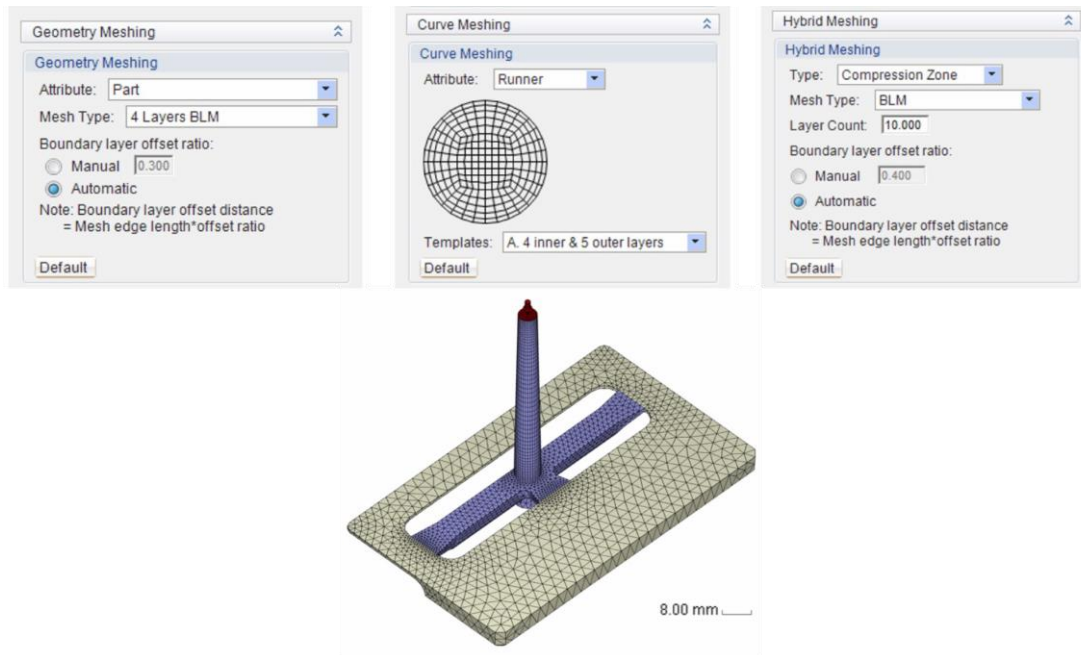 Geometry Meshing
Geometry Meshing
Attribute: Part
Mesh Type: 4 Layers BLM
Boundary layer offset ratio:
Manual 0.300
Automatic
Note: Boundary layer offset distance
= Mesh edge length*offset ratio
Default
Curve Meshing
Curve Meshing
Attribute: Runner
Templates: A. 4 inner & 5 outer layers
Default
Hybrid Meshing
Hybrid Meshing
Type: Compression Zone
Mesh Type: BLM
Layer Count: 10.000
Boundary layer offset ratio:
Manual 0.400
Automatic
Note: Boundary layer offset distance
= Mesh edge length*offset ratio
Default
8.00 mm